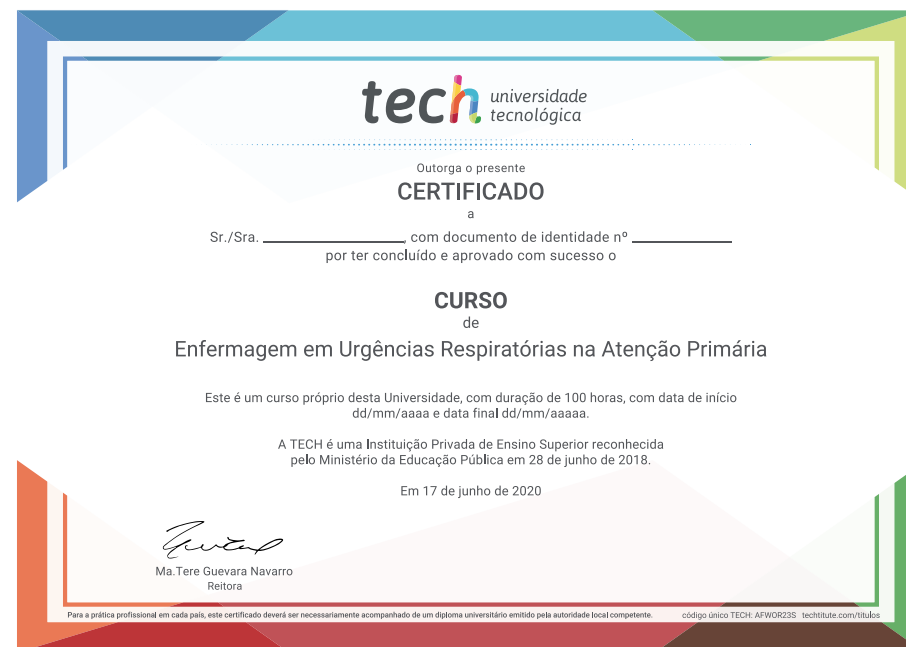 tech universidade
tecnológica
Outorga o presente
CERTIFICADO
a
Sr./Sra. ____________, com documento de identidade nº ____________
por ter concluído e aprovado com sucesso o
CURSO
de
Enfermagem em Urgências Respiratórias na Atenção Primária
Este é um curso próprio desta Universidade, com duração de 100 horas, com data de início
dd/mm/aaaa e data final dd/mm/aaaaa.
A TECH é uma Instituição Privada de Ensino Superior reconhecida
pelo Ministério da Educação Pública em 28 de junho de 2018.
Em 17 de junho de 2020
Ma.Tere Guevara Navarro
Reitora
Para a prática profissional em cada país, este certificado deverá ser necessariamente acompanhado de um diploma universitário emitido pela autoridade local competente.
código único TECH: AFWOR23S techtitute.com/titulos